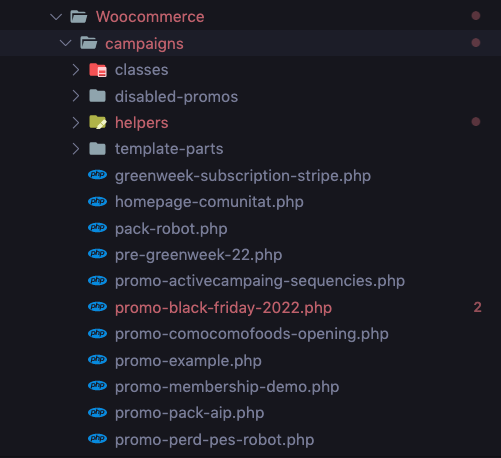 Woocommerce
campaigns
classes
disabled-promos
helpers
template-parts
php greenweek-subscription-stripe.php
php homepage-comunitat.php
php pack-robot.php
php pre-greenweek-22.php
php promo-activecampaing-sequencies.php
php promo-black-friday-2022.php 2
php promo-comocomofoods-opening.php
php promo-example.php
php promo-membership-demo.php
php promo-pack-aip.php
php promo-perd-pes-robot.php